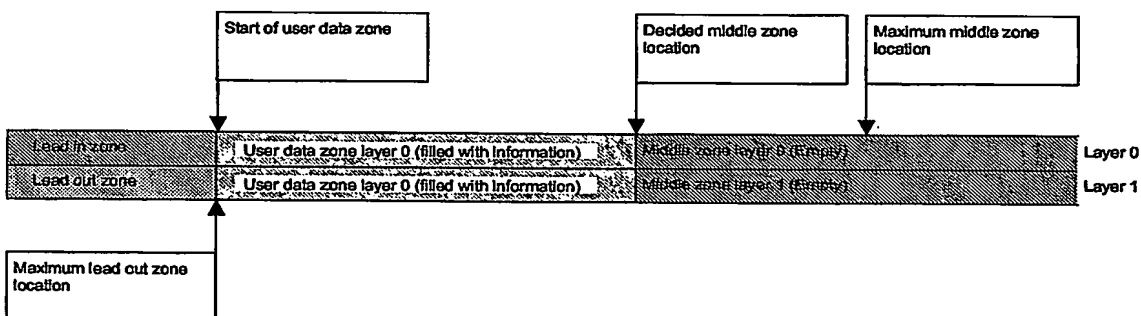 Start of user data zone
Decided middle zone
location
Maximum middle zone
location
Lead in zone
User data zone layer 0 (filled with information)
Middle zone layer 0 (Empty)
Layer 0
Lead out zone
User data zone layer 0 (filled with information)
Middle zone layer 1 (Empty)
Layer 1
Maximum lead out zone
location